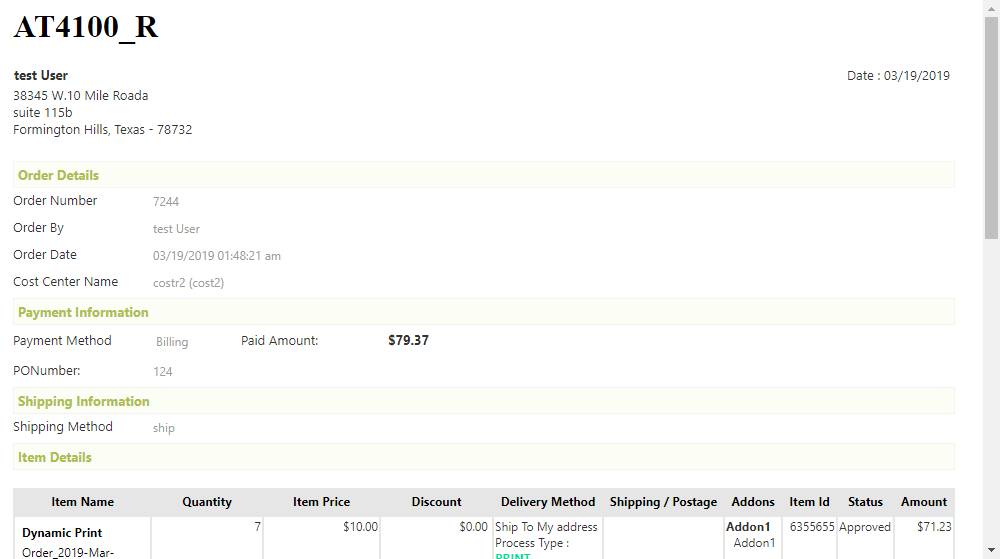 AT4100_R
test User
Date : 03/19/2019
38345 W.10 Mile Roada
suite 115b
Formington Hills, Texas - 78732
Order Details
Order Number 7244
Order By test User
Order Date 03/19/2019 01:48:21 am
Cost Center Name costr2 (cost2)
Payment Information
Payment Method Billing Paid Amount: $79.37
PONumber: 124
Shipping Information
Shipping Method ship
Item Details
Item Name Quantity Item Price Discount Delivery Method Shipping / Postage Addons Item Id Status Amount
Dynamic Print 7 $10.00 $0.00 Ship To My address Addon1 6355655 Approved $71.23
Order_2019-Mar- Process Type : Addon1
PRINT